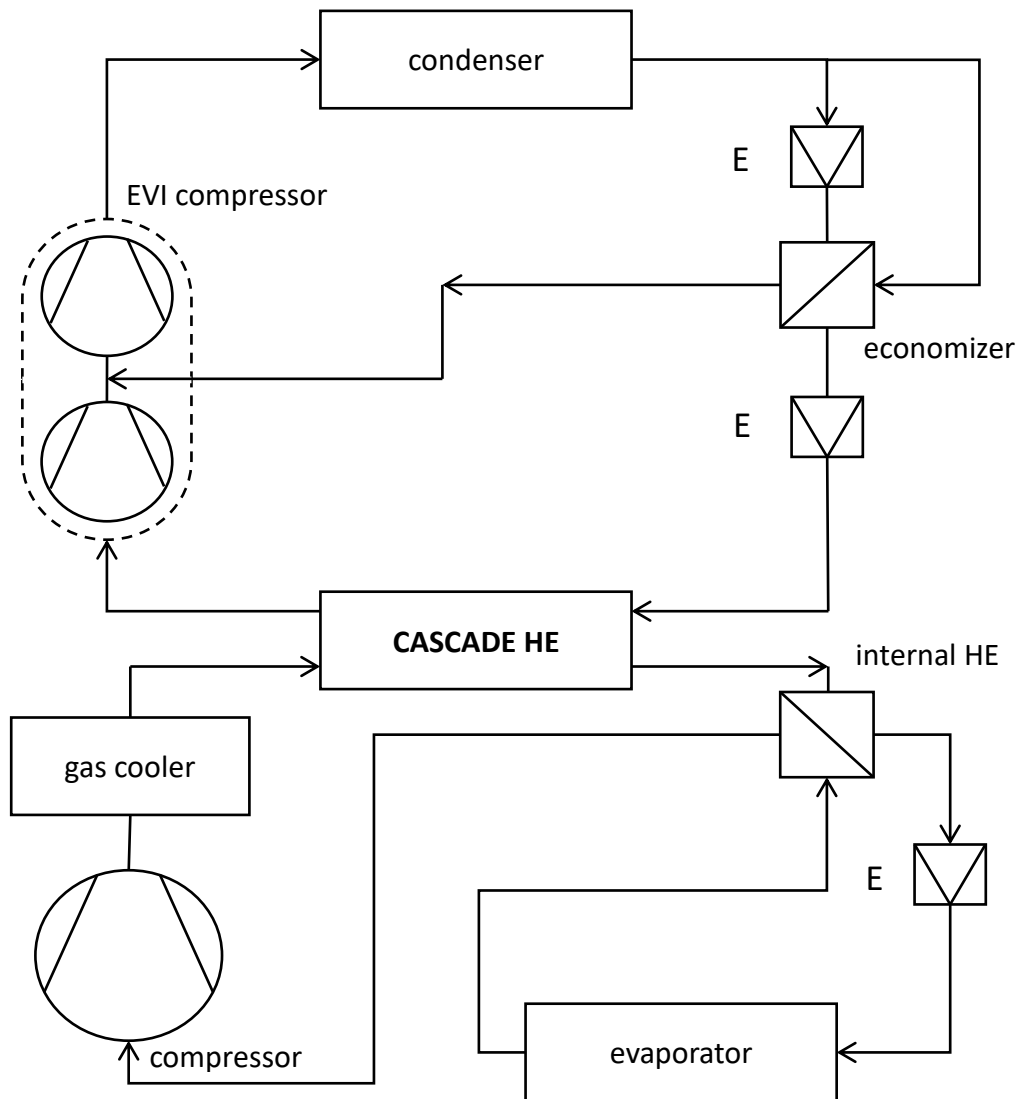 condenser
E
EVI compressor
economizer
E
CASCADE HE
internal HE
gas cooler
E
compressor
evaporator